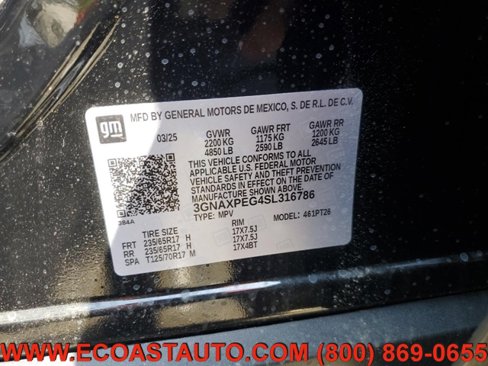 gm
MFD BY GENERAL MOTORS DE MEXICO, S. DE R.L. DE C.V.
03/25 GVWR GAWR FRT GAWR RR
2200 KG 1175 KG 1200 KG
4850 LB 2590 LB 2645 LB
THIS VEHICLE CONFORMS TO ALL
APPLICABLE U.S. FEDERAL MOTOR
VEHICLE SAFETY AND THEFT PREVENTION
STANDARDS IN EFFECT ON THE DATE OF
MANUFACTURE SHOWN ABOVE.
3GNAXPEG4SL316786
384A TYPE: MPV MODEL: 461PT26
TIRE SIZE RIM
FRT 235/65R17 H 17X7.5J
RR 235/65R17 H 17X7.5J
SPA T125/70R17 M 17X4BT
WWW.ECOASTAUTO.COM (800) 869-0655